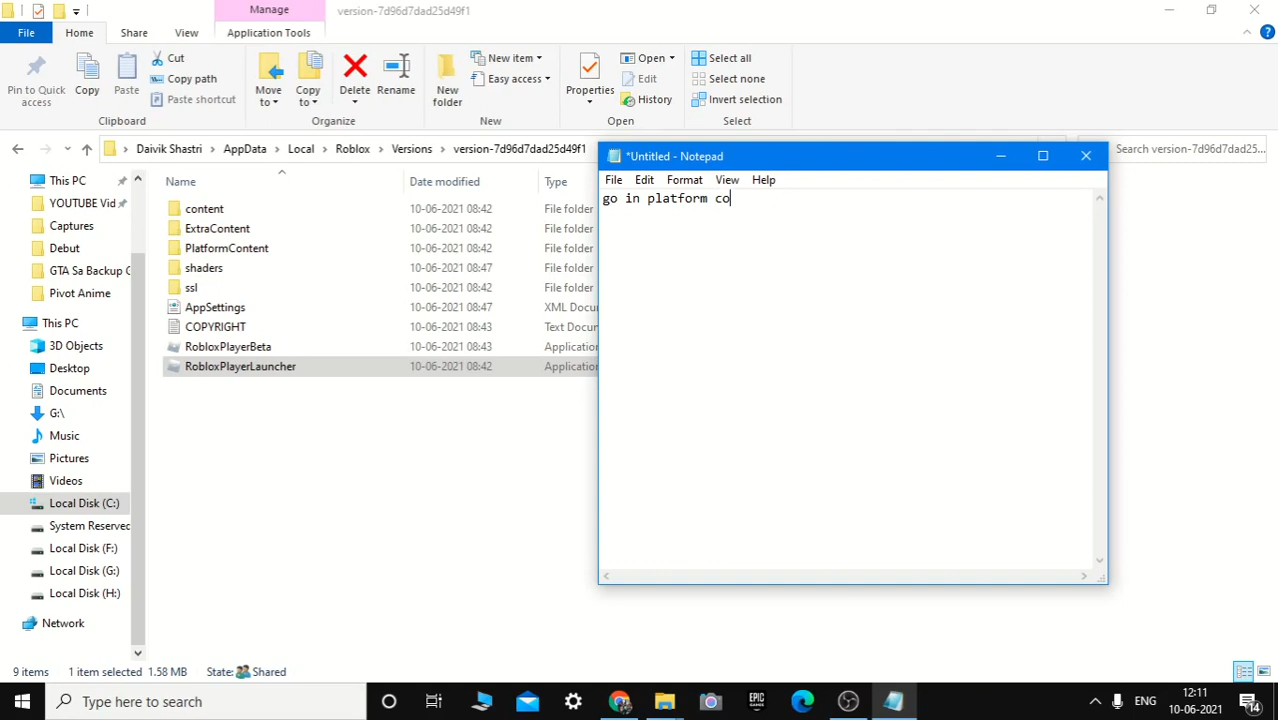 Manage
version-7d96d7dad25d49f1
File
Home
Share
View
Application Tools
Pin to Quick access
Copy
Paste
Cut
Copy path
Paste shortcut
Move to
Copy to
Delete
Rename
New folder
New item
Easy access
Properties
Open
Edit
History
Select all
Select none
Invert selection
Clipboard
Organize
New
Open
Select
Daivik Shastri
AppData
Local
Roblox
Versions
version-7d96d7dad25d49f1
Search version-7d96d7dad25...
Name
Date modified
Type
content 10-06-2021 08:42 File folder
ExtraContent 10-06-2021 08:42 File folder
PlatformContent 10-06-2021 08:42 File folder
shaders 10-06-2021 08:47 File folder
ssl 10-06-2021 08:42 File folder
AppSettings 10-06-2021 08:47 XML Docu
COPYRIGHT 10-06-2021 08:43 Text Docu
RobloxPlayerBeta 10-06-2021 08:43 Applicatio
RobloxPlayerLauncher 10-06-2021 08:42 Applicatio
This PC
YOUTUBE Vid
Captures
Debut
GTA Sa Backup C
Pivot Anime
This PC
3D Objects
Desktop
Documents
G:\
Music
Pictures
Videos
Local Disk (C:)
System Reserved
Local Disk (F:)
Local Disk (G:)
Local Disk (H:)
Network
*Untitled - Notepad
File Edit Format View Help
go in platform co
9 items 1 item selected 1.58 MB State: Shared
Type here to search
EPIC GAMES
ENG
12:11
10-06-2021
14